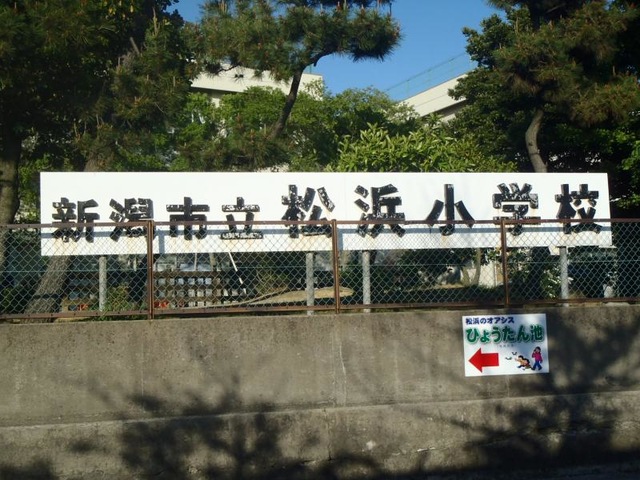 新潟市立松浜小学校
松浜のオアシス
ひょうたん池